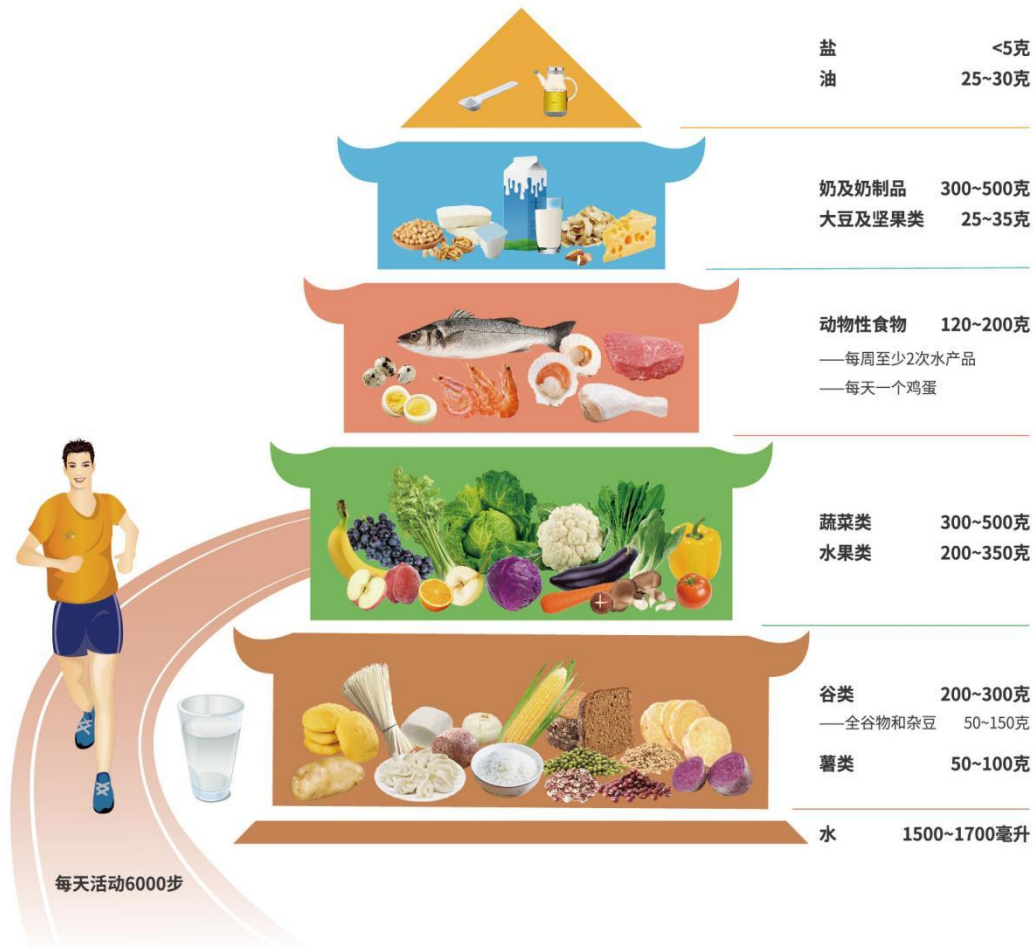 盐 <5克
油 25~30克
奶及奶制品 300~500克
大豆及坚果类 25~35克
动物性食物 120~200克
——每周至少2次水产品
——每天一个鸡蛋
蔬菜类 300~500克
水果类 200~350克
谷类 200~300克
——全谷物和杂豆 50~150克
薯类 50~100克
水 1500~1700毫升
每天活动6000步